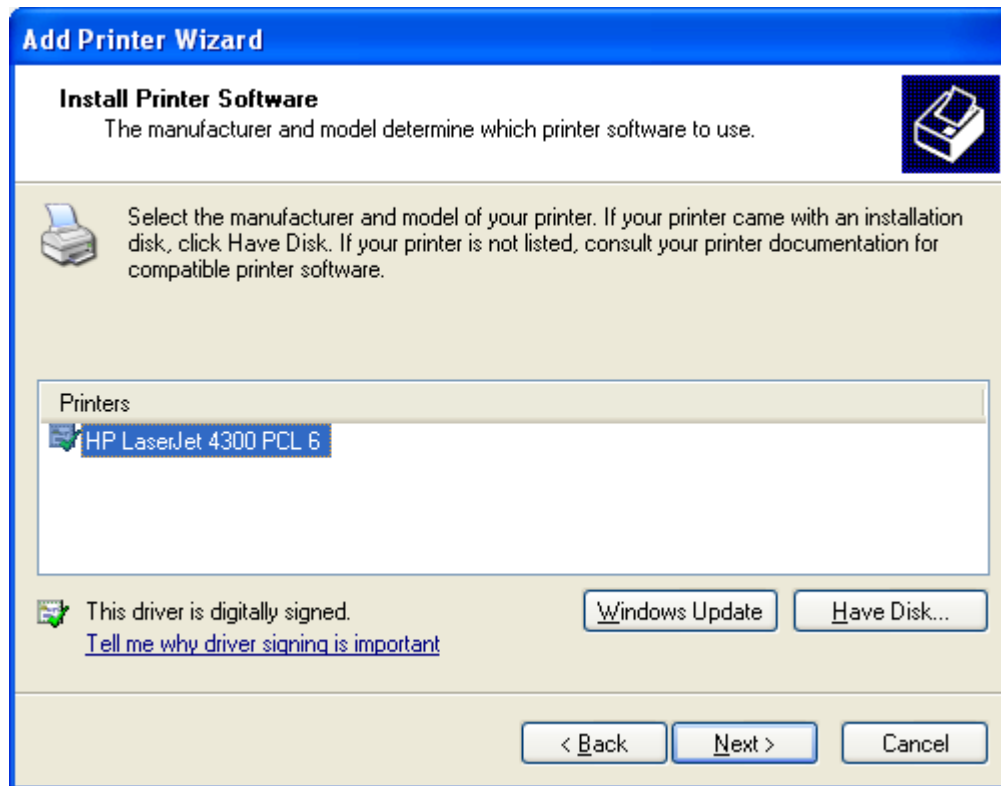 Add Printer Wizard
Install Printer Software
The manufacturer and model determine which printer software to use.
Select the manufacturer and model of your printer. If your printer came with an installation
disk, click Have Disk. If your printer is not listed, consult your printer documentation for
compatible printer software.
Printers
HP LaserJet 4300 PCL 6
This driver is digitally signed.
Tell me why driver signing is important
Windows Update
Have Disk...
< Back
Next >
Cancel